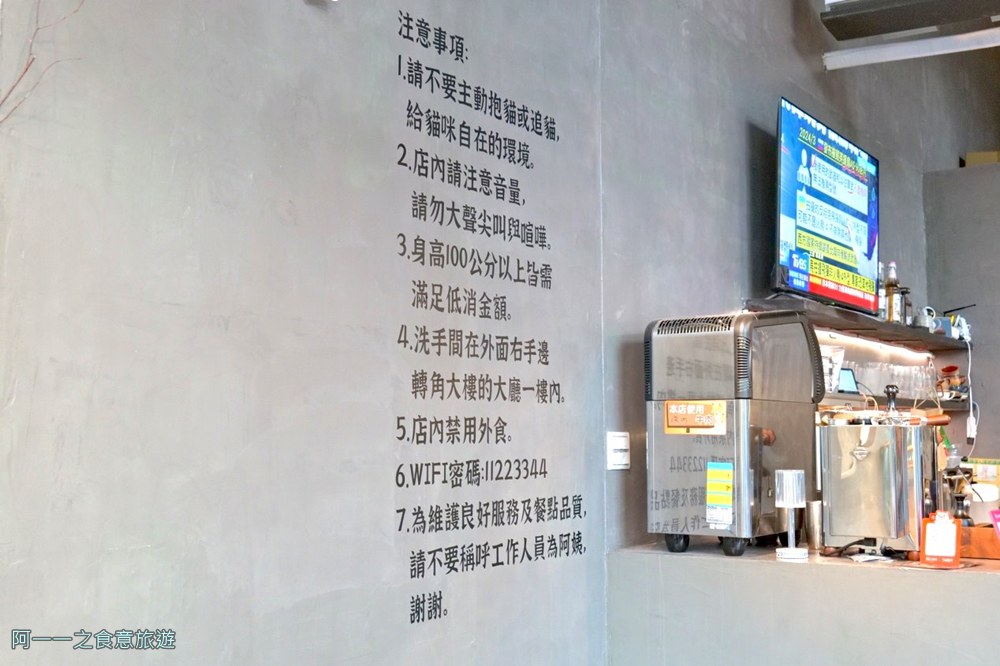 注意事項:
1.請不要主動抱貓或追貓,
給貓咪自在的環境。
2.店內請注意音量,
請勿大聲尖叫與喧嘩。
3.身高100公分以上皆需
滿足低消金額。
4.洗手間在外面右手邊
轉角大樓的大廳一樓內。
5.店內禁用外食。
6.WIFI密碼:11223344
7.為維護良好服務及餐點品質,
請不要稱呼工作人員為阿姨,
謝謝。
本店使用
阿一一之食意旅遊